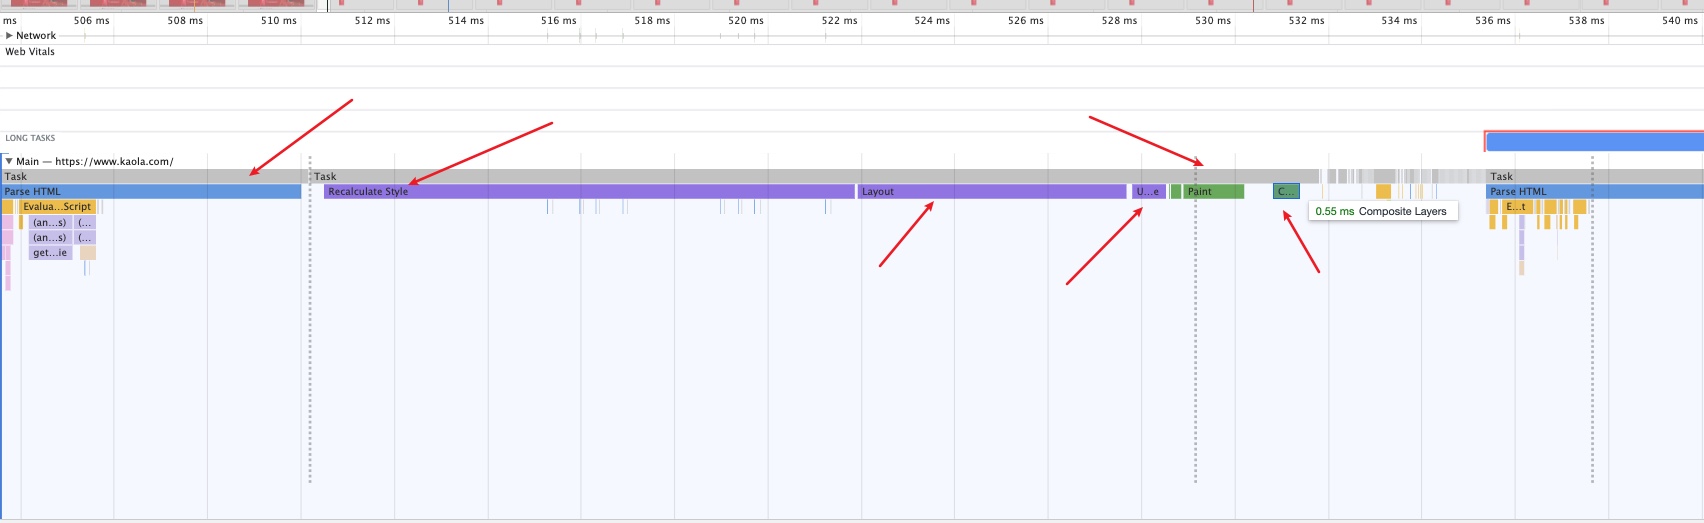 ms 506 ms 508 ms 510 ms 512 ms 514 ms 516 ms 518 ms 520 ms 522 ms 524 ms 526 ms 528 ms 530 ms 532 ms 534 ms 536 ms 538 ms 540 ms
Network
Web Vitals
LONG TASKS
Main — https://www.kaola.com/
Task Task Task
Parse HTML Recalculate Style Layout U…e Paint C… Parse HTML
Evalua…Script 0.55 ms Composite Layers E…t
(an…s) (…
(an…s) (…
get…ie